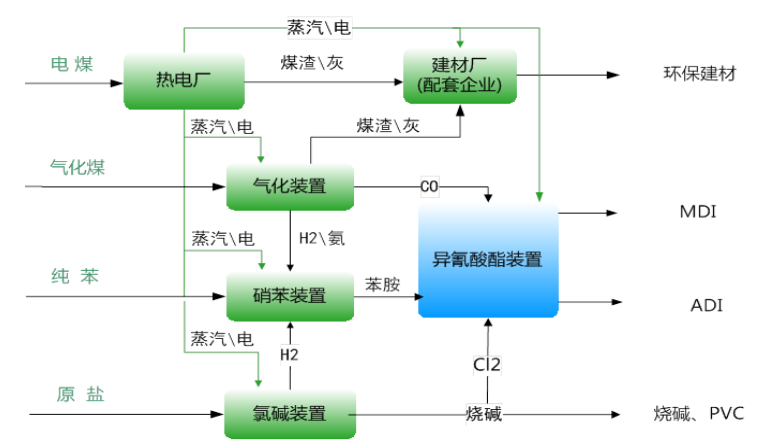 蒸汽\电
电 煤
热电厂
煤渣\灰
建材厂
(配套企业)
环保建材
蒸汽\电
煤渣\灰
气化煤
气化装置
CO
MDI
蒸汽\电
H2\氨
异氰酸酯装置
纯 苯
硝苯装置
苯胺
ADI
蒸汽\电
H2
Cl2
原 盐
氯碱装置
烧碱
烧碱、PVC